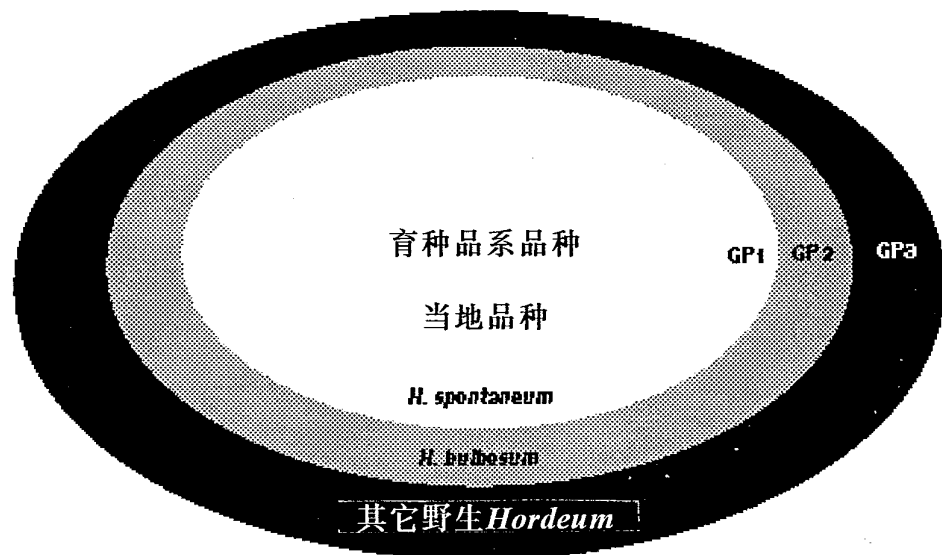 育种品系品种
GP1 GP2 GP3
当地品种
H. spontaneum
H. bulbosum
其它野生Hordeum